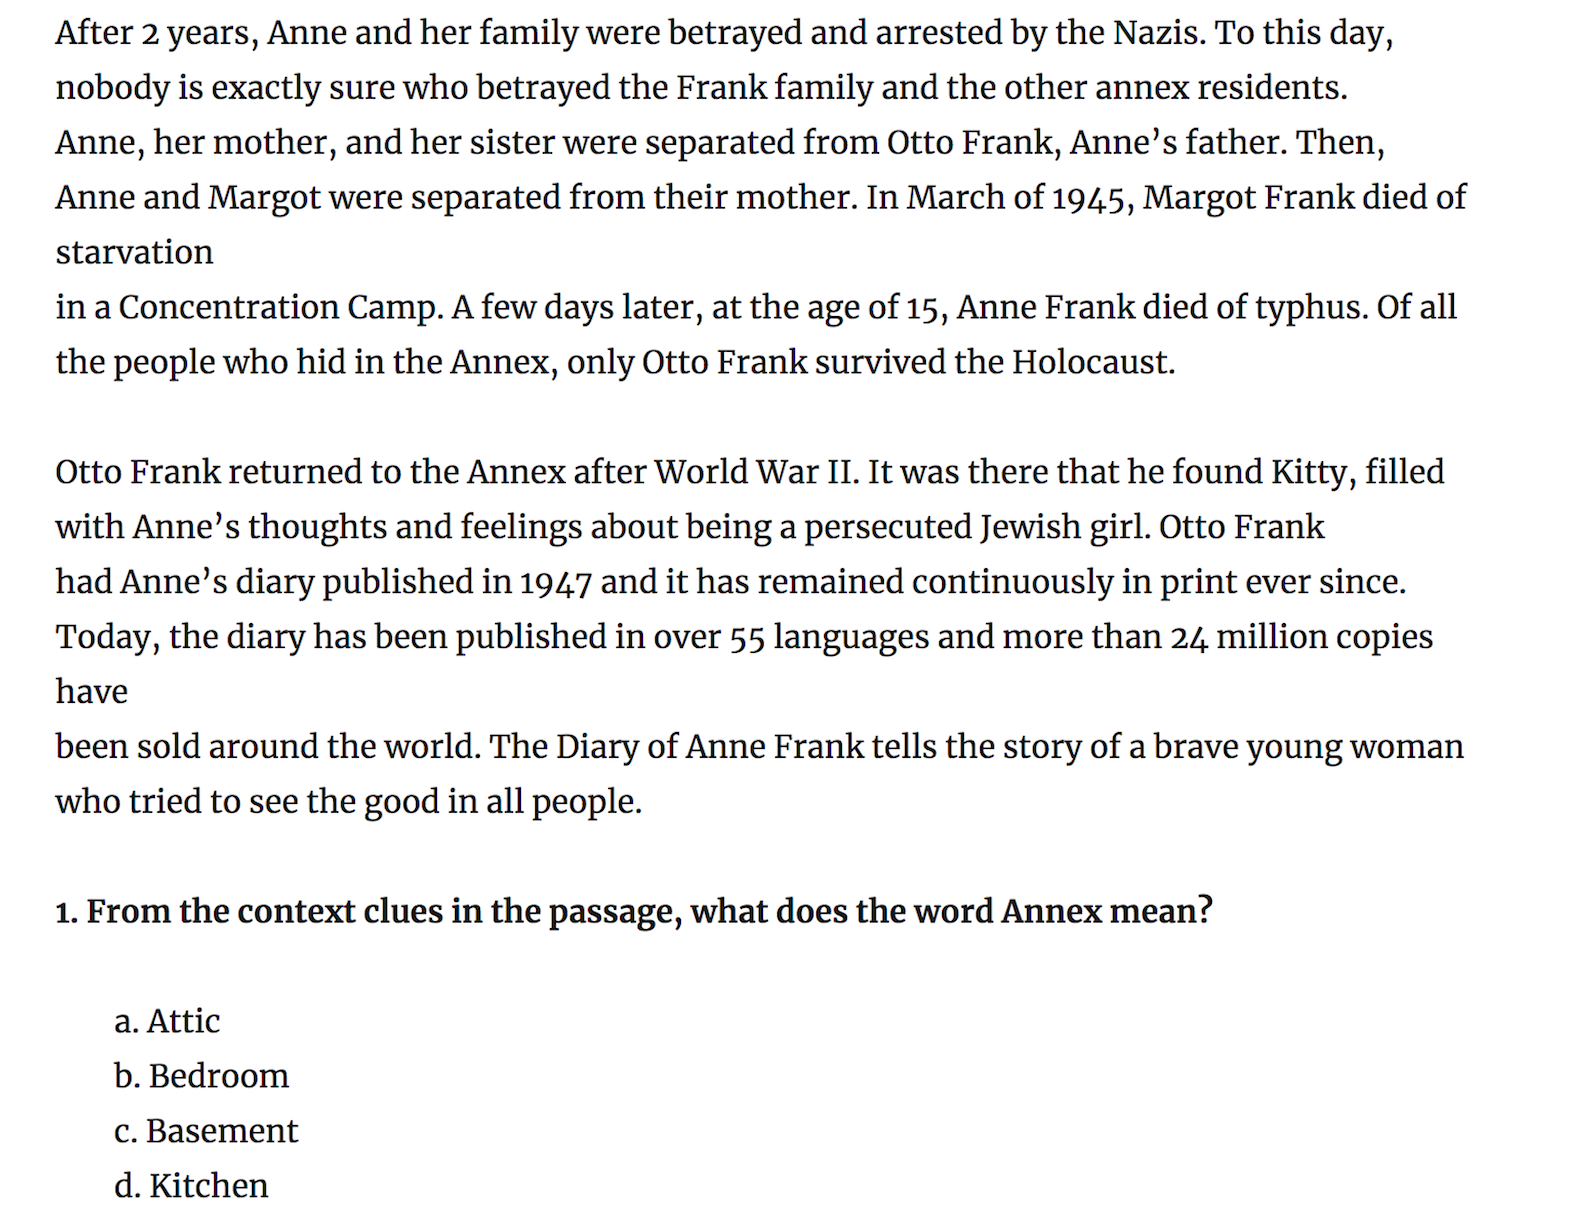 After 2 years, Anne and her family were betrayed and arrested by the Nazis. To this day,
nobody is exactly sure who betrayed the Frank family and the other annex residents.
Anne, her mother, and her sister were separated from Otto Frank, Anne’s father. Then,
Anne and Margot were separated from their mother. In March of 1945, Margot Frank died of
starvation
in a Concentration Camp. A few days later, at the age of 15, Anne Frank died of typhus. Of all
the people who hid in the Annex, only Otto Frank survived the Holocaust.
Otto Frank returned to the Annex after World War II. It was there that he found Kitty, filled
with Anne’s thoughts and feelings about being a persecuted Jewish girl. Otto Frank
had Anne’s diary published in 1947 and it has remained continuously in print ever since.
Today, the diary has been published in over 55 languages and more than 24 million copies
have
been sold around the world. The Diary of Anne Frank tells the story of a brave young woman
who tried to see the good in all people.
1. From the context clues in the passage, what does the word Annex mean?
a. Attic
b. Bedroom
c. Basement
d. Kitchen